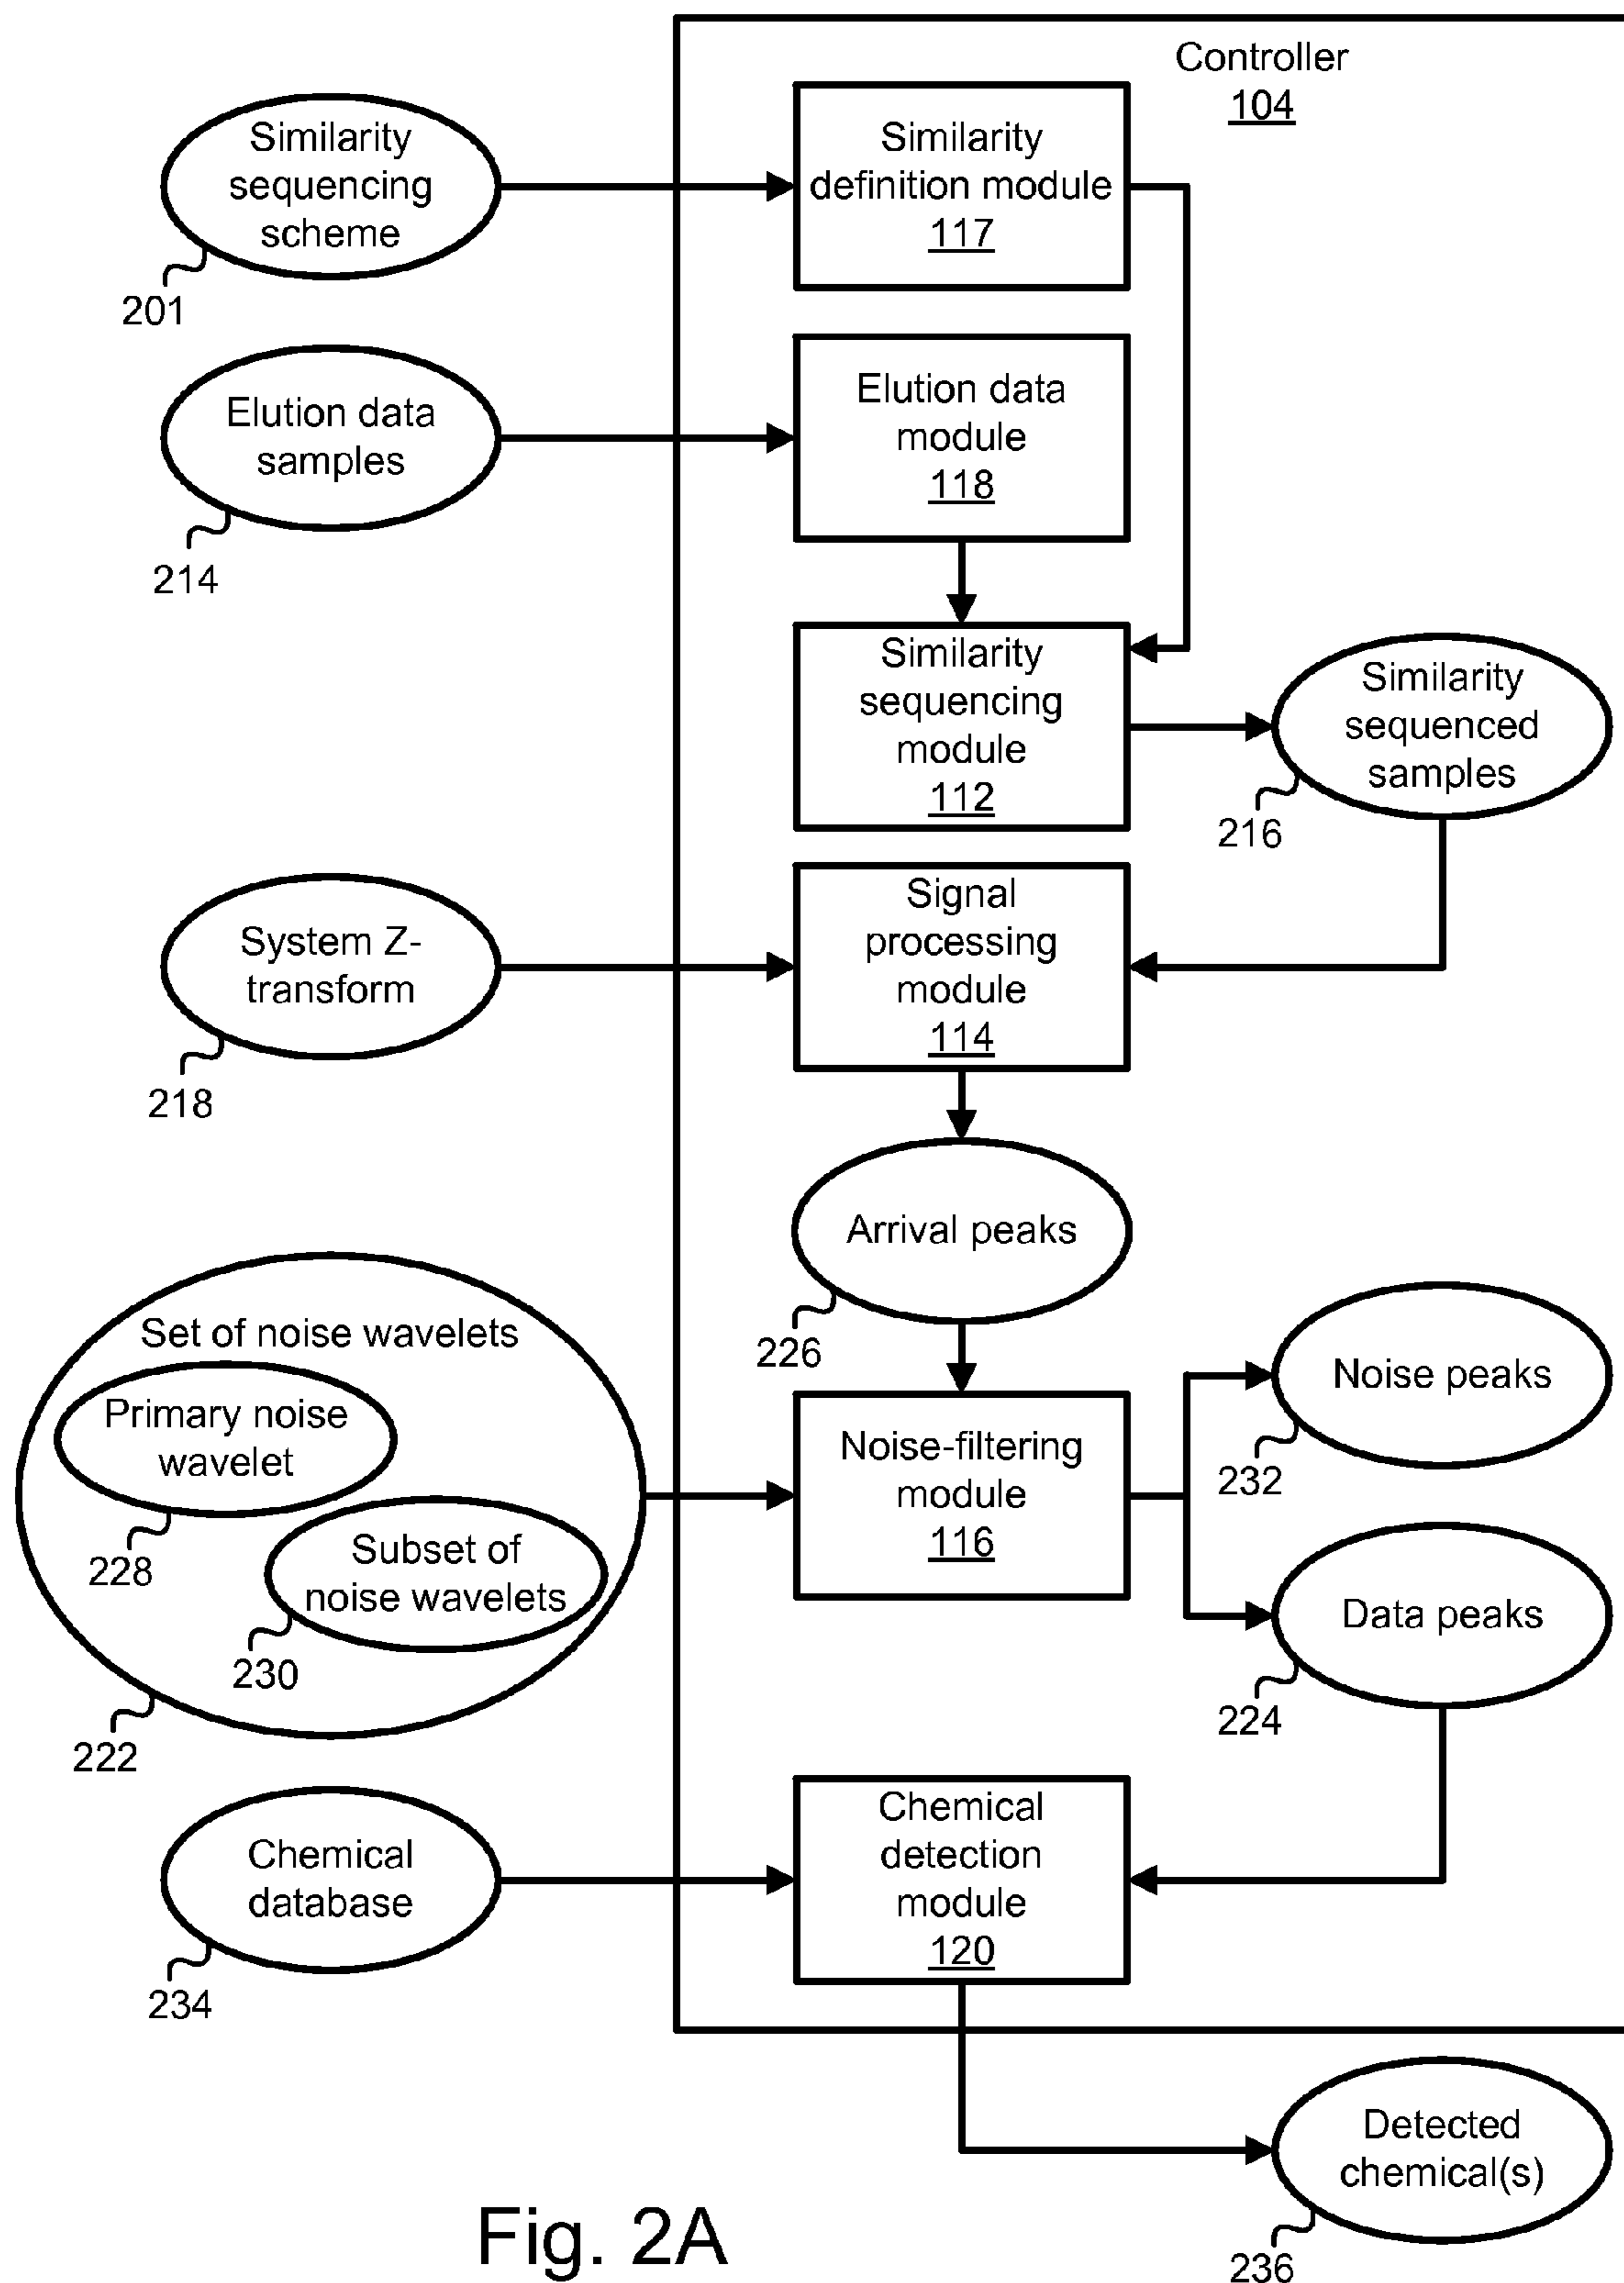 Controller
104
Similarity
sequencing
scheme
201
Similarity
definition module
117
Elution data
samples
214
Elution data
module
118
Similarity
sequencing
module
112
Similarity
sequenced
samples
216
System Z-
transform
218
Signal
processing
module
114
Arrival peaks
226
Set of noise wavelets
Primary noise
wavelet
228
Subset of
noise wavelets
230
222
Noise-filtering
module
116
Noise peaks
232
Data peaks
224
Chemical
database
234
Chemical
detection
module
120
Detected
chemical(s)
236
Fig. 2A